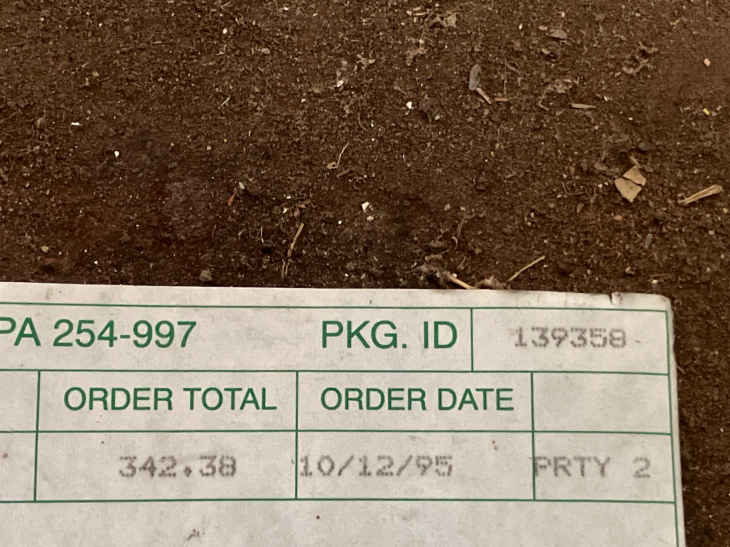 PA 254-997 PKG. ID 139358
ORDER TOTAL ORDER DATE
342.38 10/12/95 PRTY 2